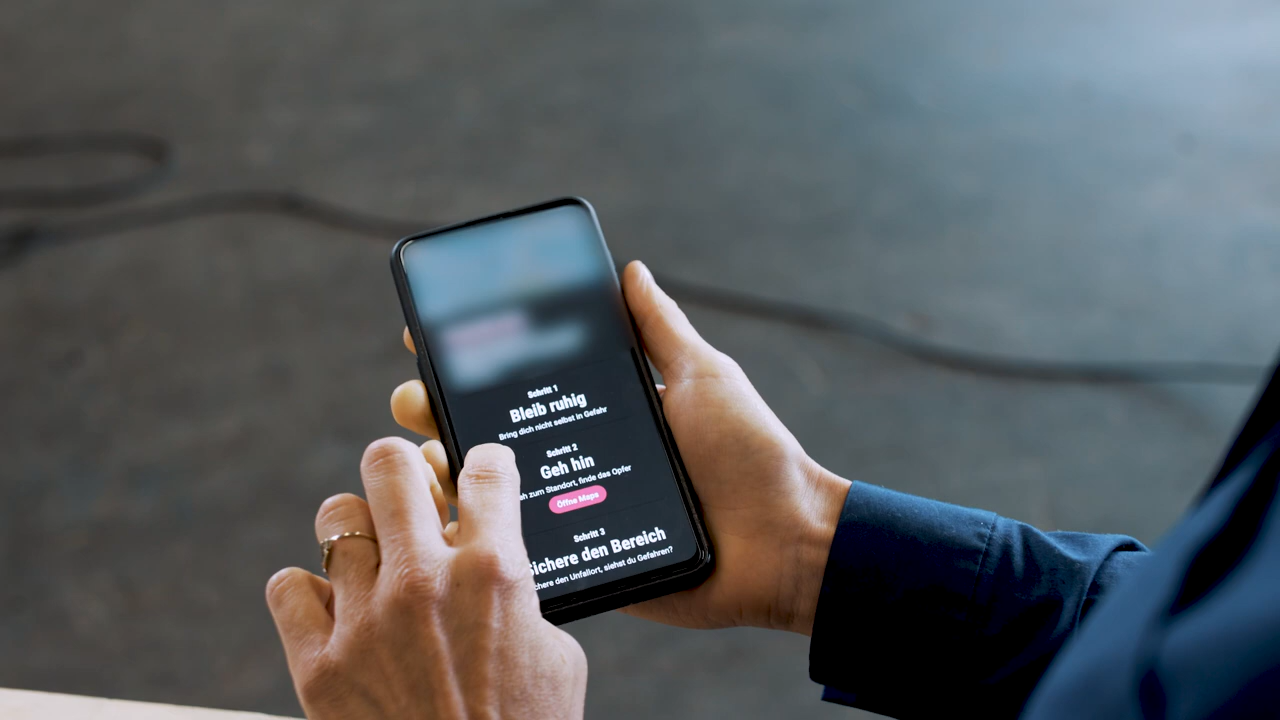 Schritt 1
Bleib ruhig
Bring dich nicht selbst in Gefahr
Schritt 2
Geh hin
zum Standort, finde das Opfer
Öffne Maps
Schritt 3
Sichere den Bereich
den Unfallort, siehst du Gefahren?